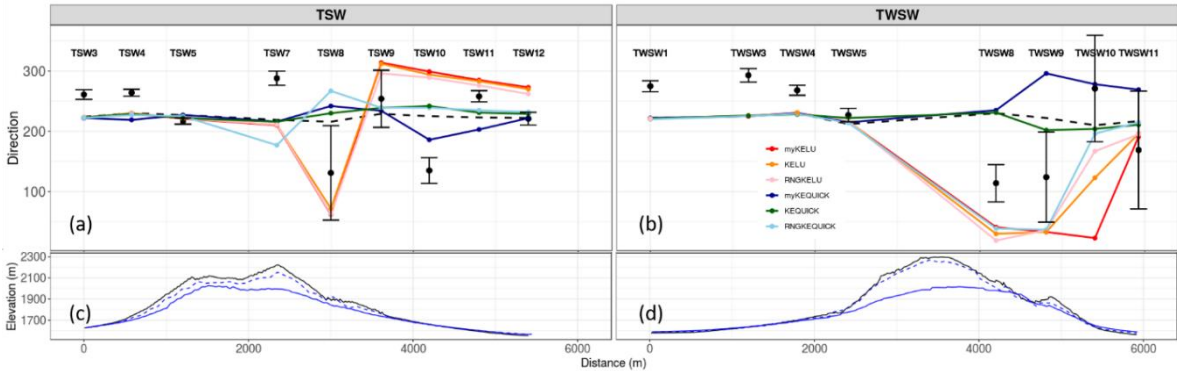 TSW
TWSW
TSW3 TSW4 TSW5 TSW7 TSW8 TSW9 TSW10 TSW11 TSW12
TWSW1 TWSW3 TWSW4 TWSW5 TWSW8 TWSW9 TWSW10 TWSW11
Direction
300
200
100
myKELU
KELU
RNGKELU
myKEQUICK
KEQUICK
RNGKEQUICK
(a)
(b)
Elevation (m)
2300
2100
1900
1700
(c)
(d)
0 2000 4000 6000
0 2000 4000 6000
Distance (m)